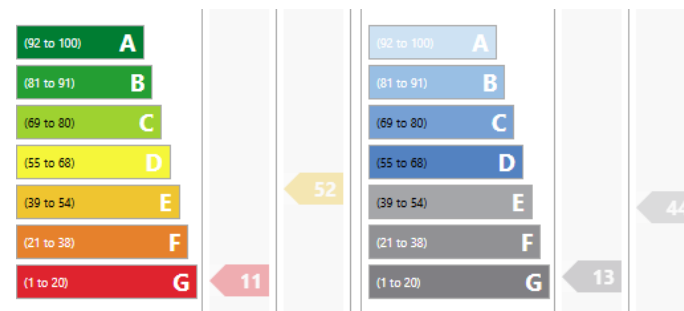 (92 to 100) A
(81 to 91) B
(69 to 80) C
(55 to 68) D
(39 to 54) E
(21 to 38) F
(1 to 20) G
11
52
(92 to 100) A
(81 to 91) B
(69 to 80) C
(55 to 68) D
(39 to 54) E
(21 to 38) F
(1 to 20) G
13
44